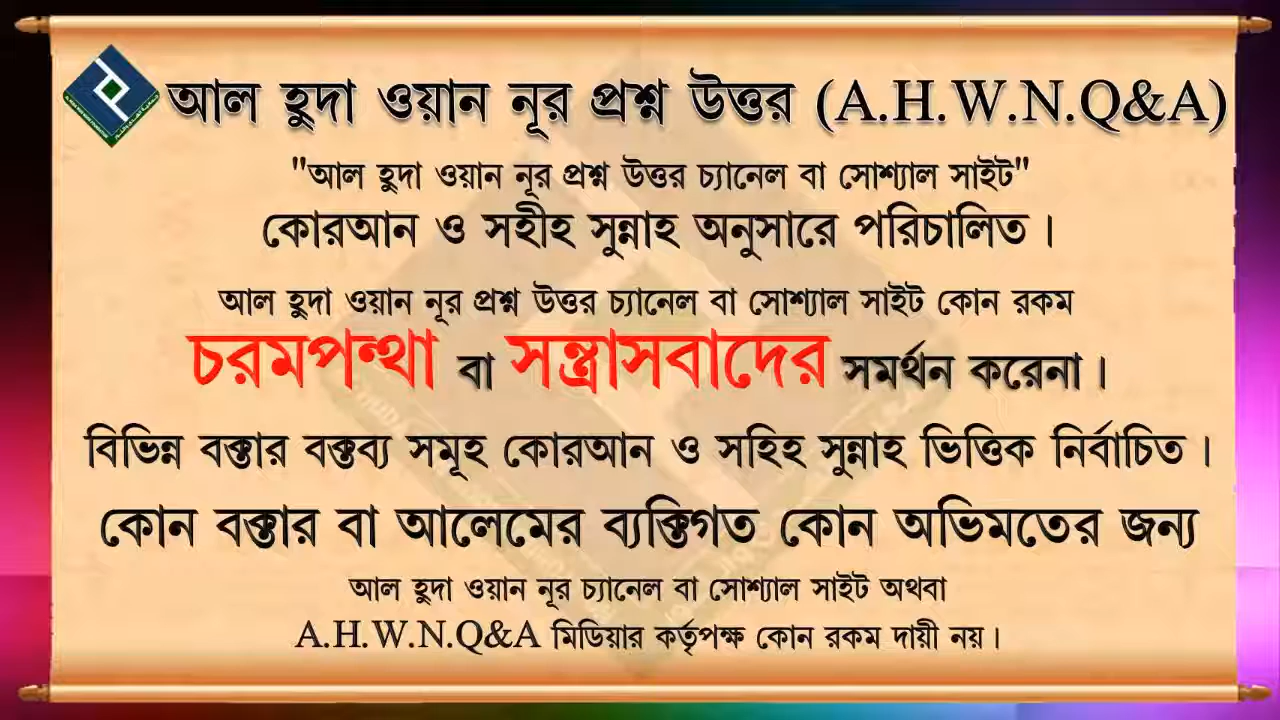 আল হুদা ওয়ান নূর প্রশ্ন উত্তর (A.H.W.N.Q&A)
"আল হুদা ওয়ান নূর প্রশ্ন উত্তর চ্যানেল বা সোশ্যাল সাইট"
কোরআন ও সহীহ সুন্নাহ অনুসারে পরিচালিত।
আল হুদা ওয়ান নূর প্রশ্ন উত্তর চ্যানেল বা সোশ্যাল সাইট কোন রকম
চরমপন্থা বা সন্ত্রাসবাদের সমর্থন করেনা।
বিভিন্ন বক্তার বক্তব্য সমূহ কোরআন ও সহিহ সুন্নাহ ভিত্তিক নির্বাচিত।
কোন বক্তার বা আলেমের ব্যক্তিগত কোন অভিমতের জন্য
আল হুদা ওয়ান নূর চ্যানেল বা সোশ্যাল সাইট অথবা
A.H.W.N.Q&A মিডিয়ার কর্তৃপক্ষ কোন রকম দায়ী নয়।